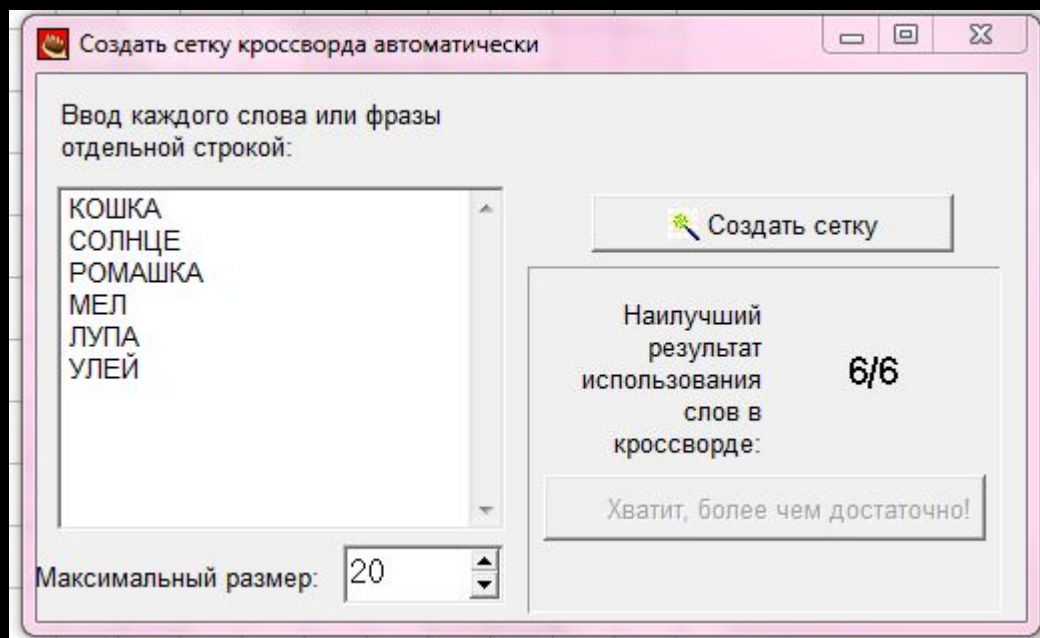 Создать сетку кроссворда автоматически
Ввод каждого слова или фразы
отдельной строкой:
КОШКА
СОЛНЦЕ
РОМАШКА
МЕЛ
ЛУПА
УЛЕЙ
Максимальный размер:
20
Создать сетку
Наилучший
результат
использования
слов в
кроссворде:
6/6
Хватит, более чем достаточно!